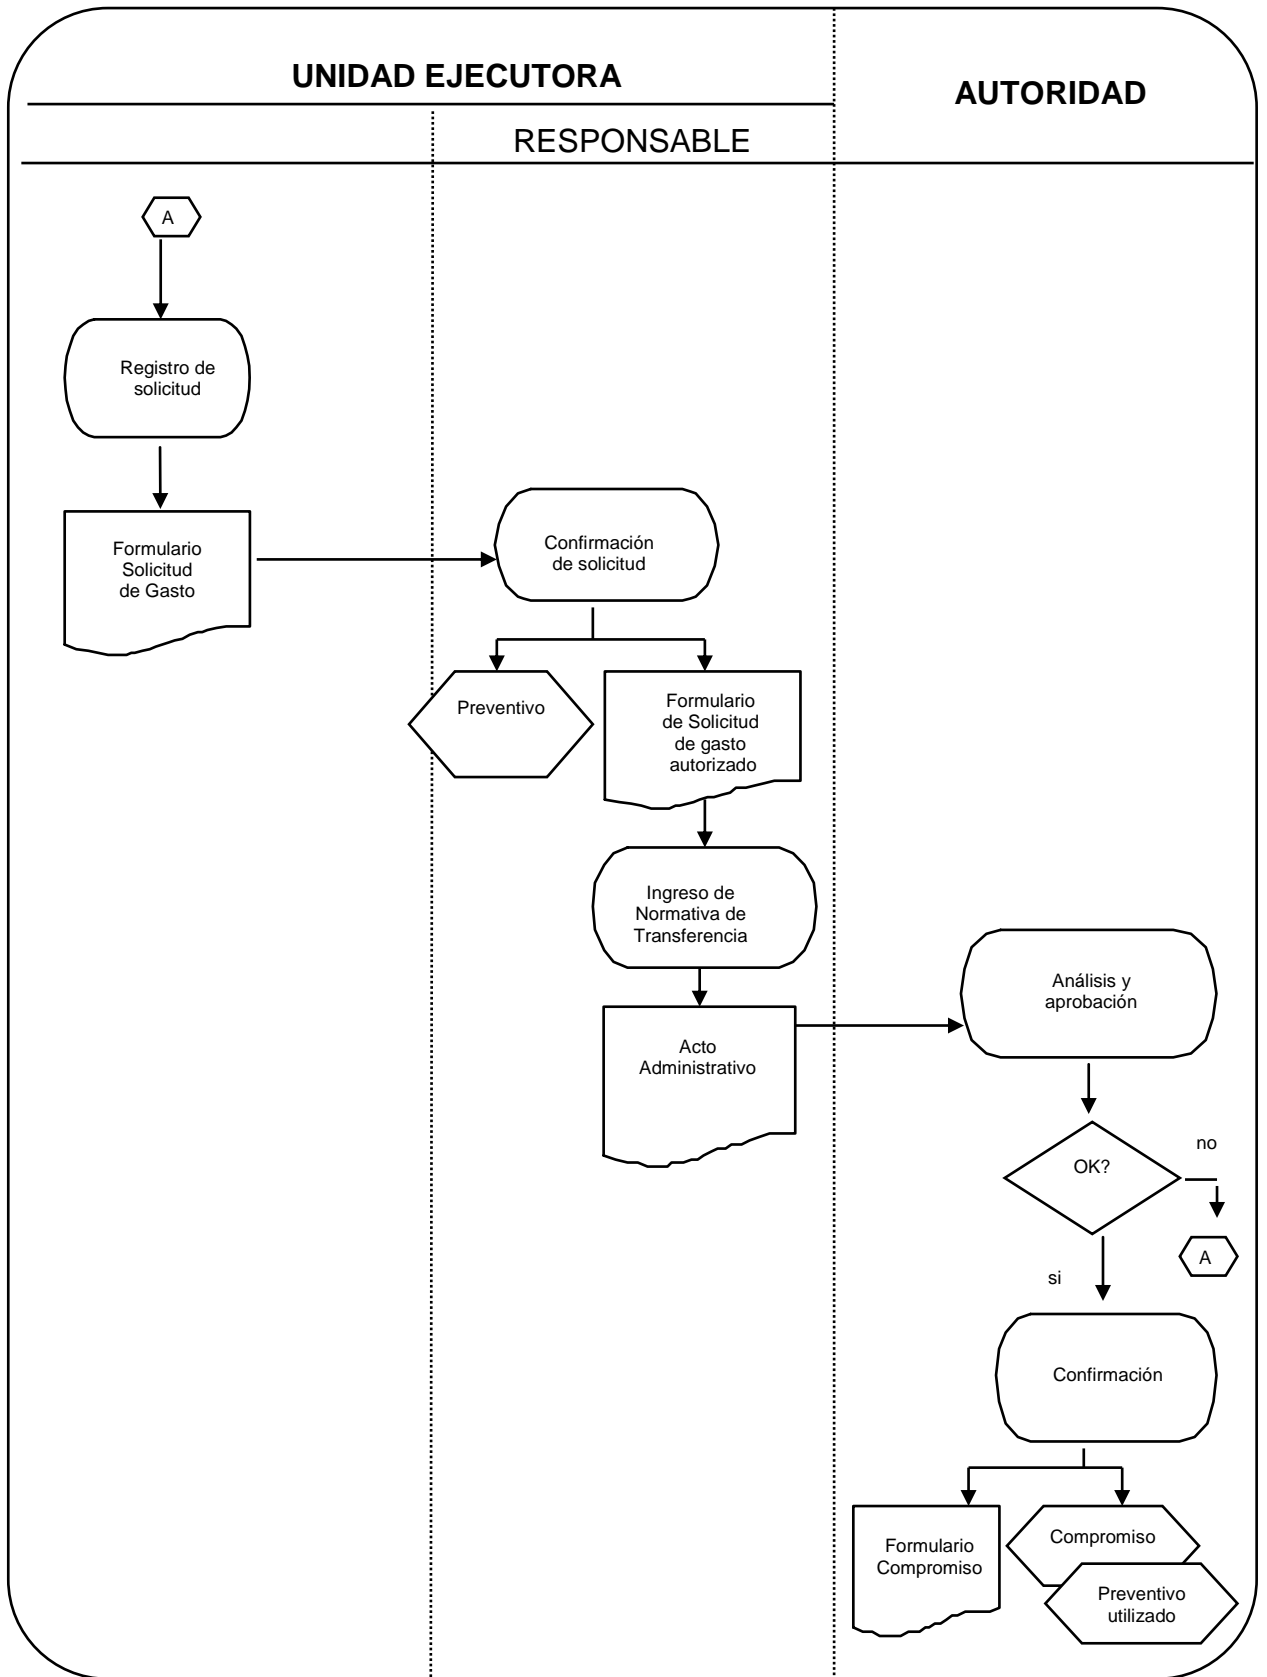 UNIDAD EJECUTORA
AUTORIDAD
RESPONSABLE
A
Registro de
solicitud
Formulario
Solicitud
de Gasto
Confirmación
de solicitud
Preventivo
Formulario
de Solicitud
de gasto
autorizado
Ingreso de
Normativa de
Transferencia
Acto
Administrativo
Análisis y
aprobación
OK?
no
A
si
Confirmación
Formulario
Compromiso
Compromiso
Preventivo
utilizado